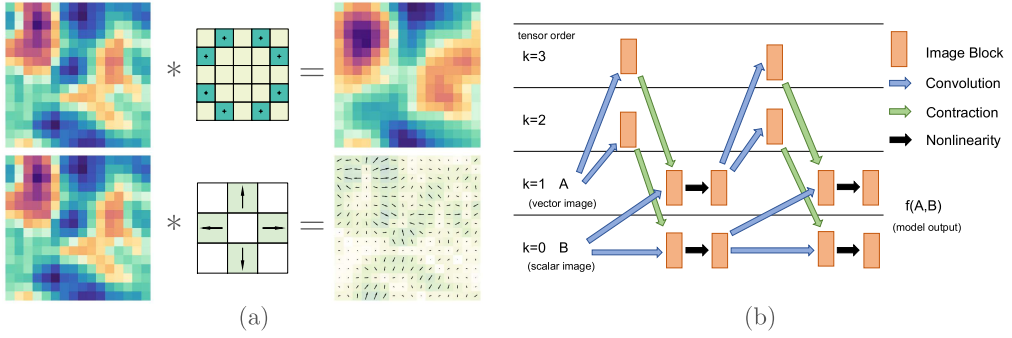 *
+ +
+ +
+ +
+ +
=
*
=
(a)
tensor order
k=3
k=2
k=1 A
(vector image)
k=0 B
(scalar image)
f(A,B)
(model output)
Image Block
Convolution
Contraction
Nonlinearity
(b)